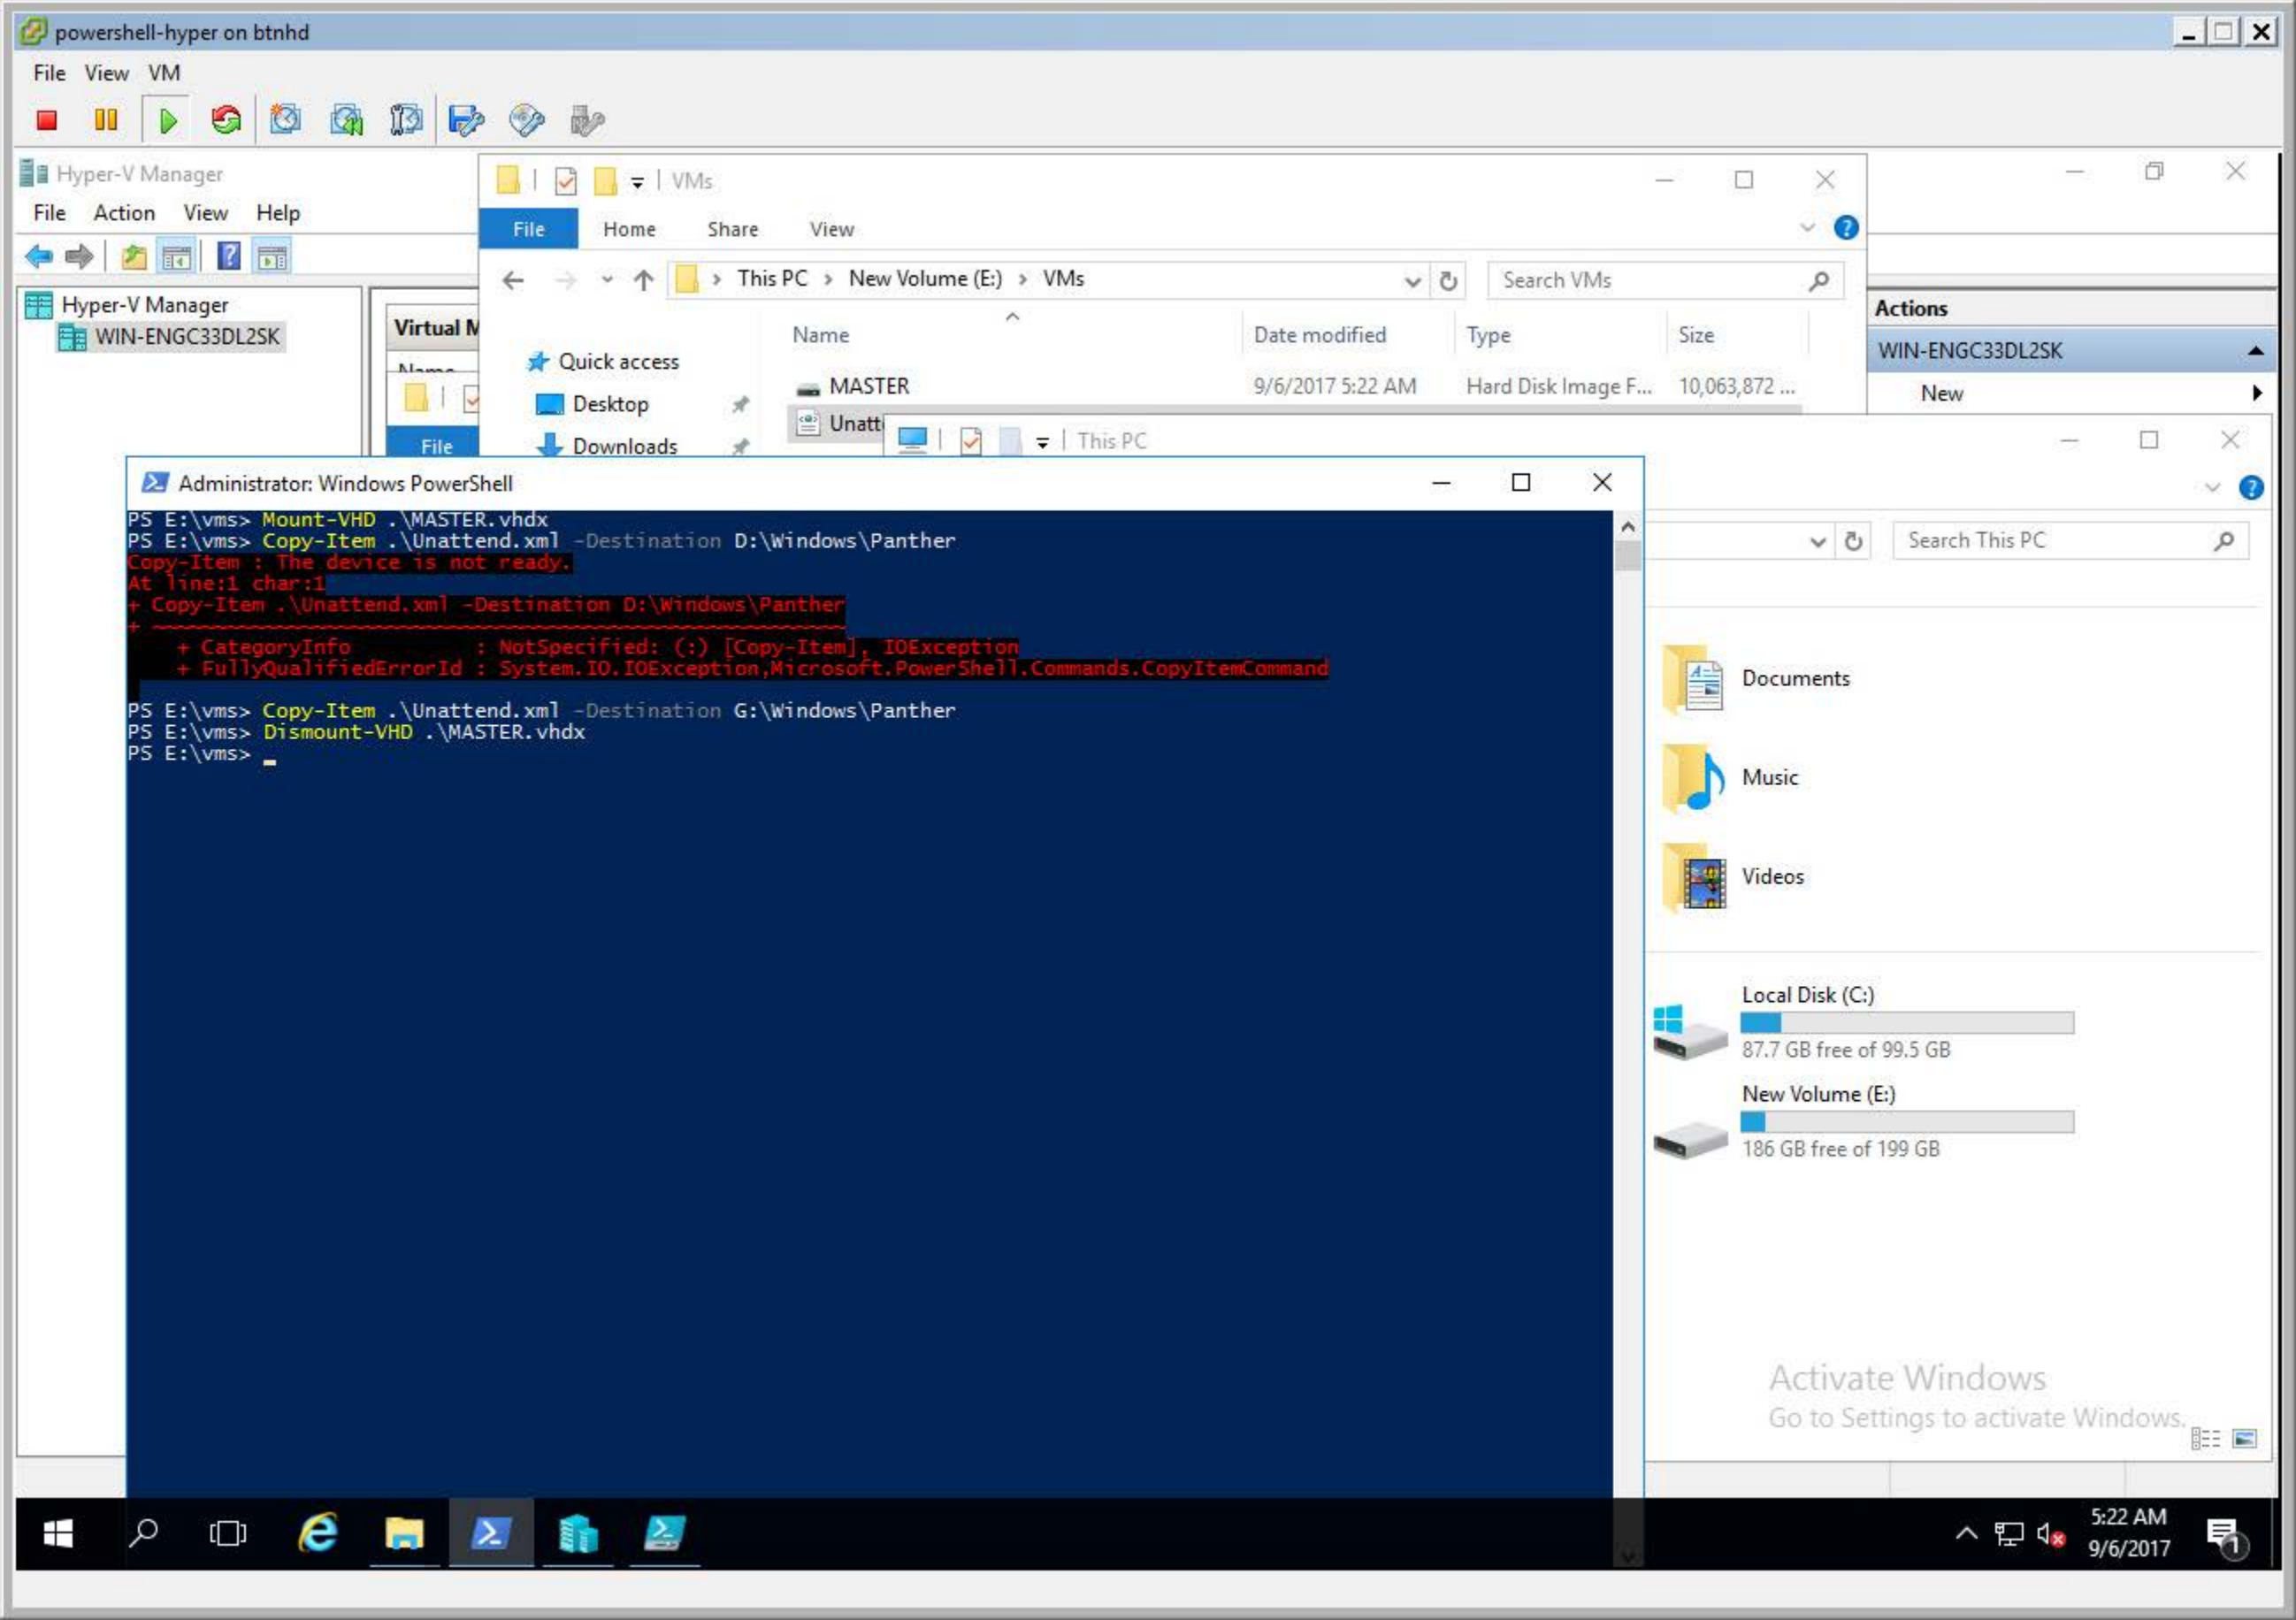 powershell-hyper on btnhd
File View VM
Hyper-V Manager
File Action View Help
Hyper-V Manager
WIN-ENGC33DL2SK
Virtual M
Name
File
VMs
File Home Share View
This PC > New Volume (E:) > VMs
Search VMs
Name Date modified Type Size
Quick access
Desktop
Downloads
MASTER 9/6/2017 5:22 AM Hard Disk Image F... 10,063,872 ...
Unatt
Actions
WIN-ENGC33DL2SK
New
This PC
Search This PC
Administrator: Windows PowerShell
PS E:\vms> Mount-VHD .\MASTER.vhdx
PS E:\vms> Copy-Item .\Unattend.xml -Destination D:\Windows\Panther
Copy-Item : The device is not ready.
At line:1 char:1
+ Copy-Item .\Unattend.xml -Destination D:\Windows\Panther
+ ~~~~~~~~~~~~~~~~~~~~~~~~~~~~~~~~~~~~~~~~~~~~~~~~~~~~~~~~
+ CategoryInfo : NotSpecified: (:) [Copy-Item], IOException
+ FullyQualifiedErrorId : System.IO.IOException,Microsoft.PowerShell.Commands.CopyItemCommand
PS E:\vms> Copy-Item .\Unattend.xml -Destination G:\Windows\Panther
PS E:\vms> Dismount-VHD .\MASTER.vhdx
PS E:\vms> _
Documents
Music
Videos
Local Disk (C:)
87.7 GB free of 99.5 GB
New Volume (E:)
186 GB free of 199 GB
Activate Windows
Go to Settings to activate Windows.
5:22 AM
9/6/2017
1